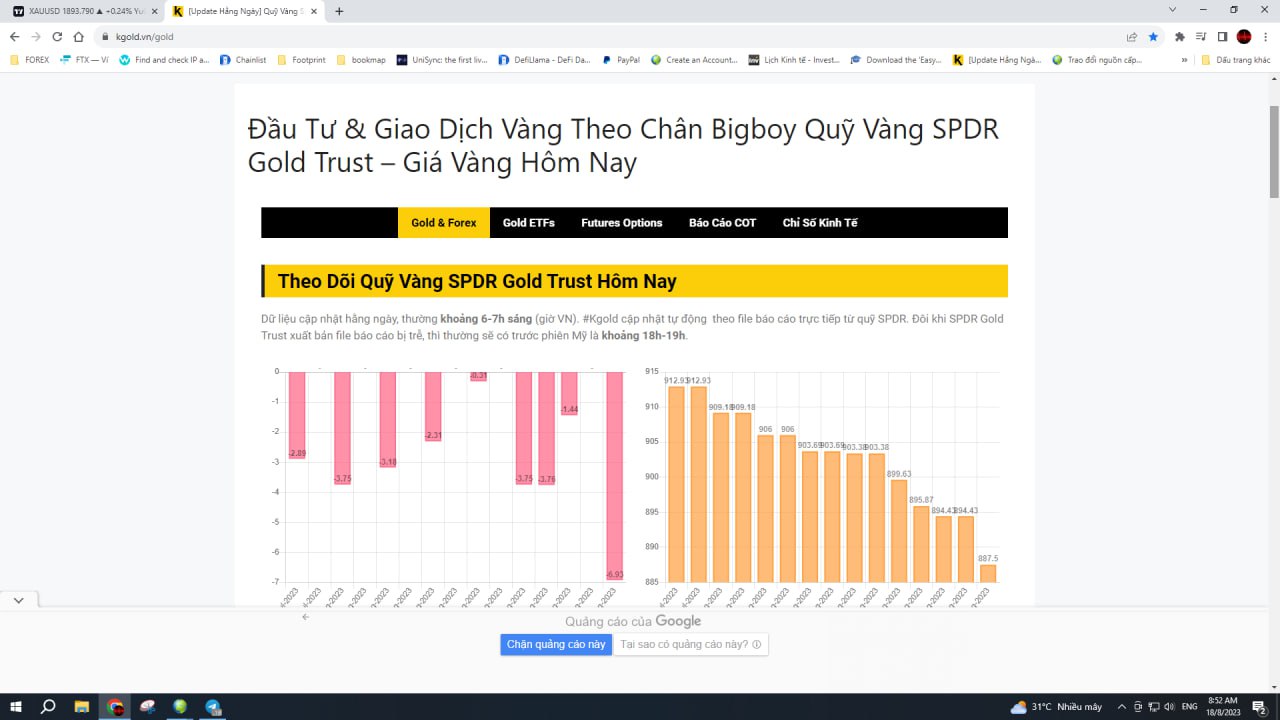 XAUUSD 1893.790 ▲ +0.24%
[Update Hằng Ngày] Quỹ Vàng S
kgold.vn/gold
FOREX
FTX — Ví
Find and check IP a...
Chainlist
Footprint
bookmap
UniSync: the first liv...
DefiLlama - DeFi Da...
PayPal
Create an Account...
Lịch Kinh tế - Invest...
Download the 'Easy...
[Update Hằng Ngà...
Trao đổi nguồn cấp...
»
Dấu trang khác
Đầu Tư & Giao Dịch Vàng Theo Chân Bigboy Quỹ Vàng SPDR
Gold Trust – Giá Vàng Hôm Nay
Gold & Forex
Gold ETFs
Futures Options
Báo Cáo COT
Chỉ Số Kinh Tế
Theo Dõi Quỹ Vàng SPDR Gold Trust Hôm Nay
Dữ liệu cập nhật hằng ngày, thường khoảng 6-7h sáng (giờ VN). #Kgold cập nhật tự động theo file báo cáo trực tiếp từ quỹ SPDR. Đôi khi SPDR Gold
Trust xuất bản file báo cáo bị trễ, thì thường sẽ có trước phiên Mỹ là khoảng 18h-19h.
0
-1
-2
-3
-4
-5
-6
-7
-2.89
-3.75
-3.18
-2.31
-0.31
-3.75
-3.76
-1.44
-6.93
915
910
905
900
895
890
885
912.93
912.93
909.18
909.18
906
906
903.69
903.69
903.38
903.38
899.63
895.87
894.43
894.43
887.5
Quảng cáo của Google
Chặn quảng cáo này
Tại sao có quảng cáo này?
31°C Nhiều mây
ENG
8:52 AM
18/8/2023
2